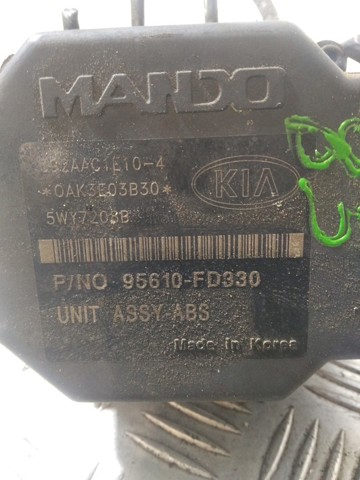 MANDO
*OAK3E03B30*
KIA
5WY7203B
P/NO 95610-FD330
UNIT ASSY-ABS
Made in Korea